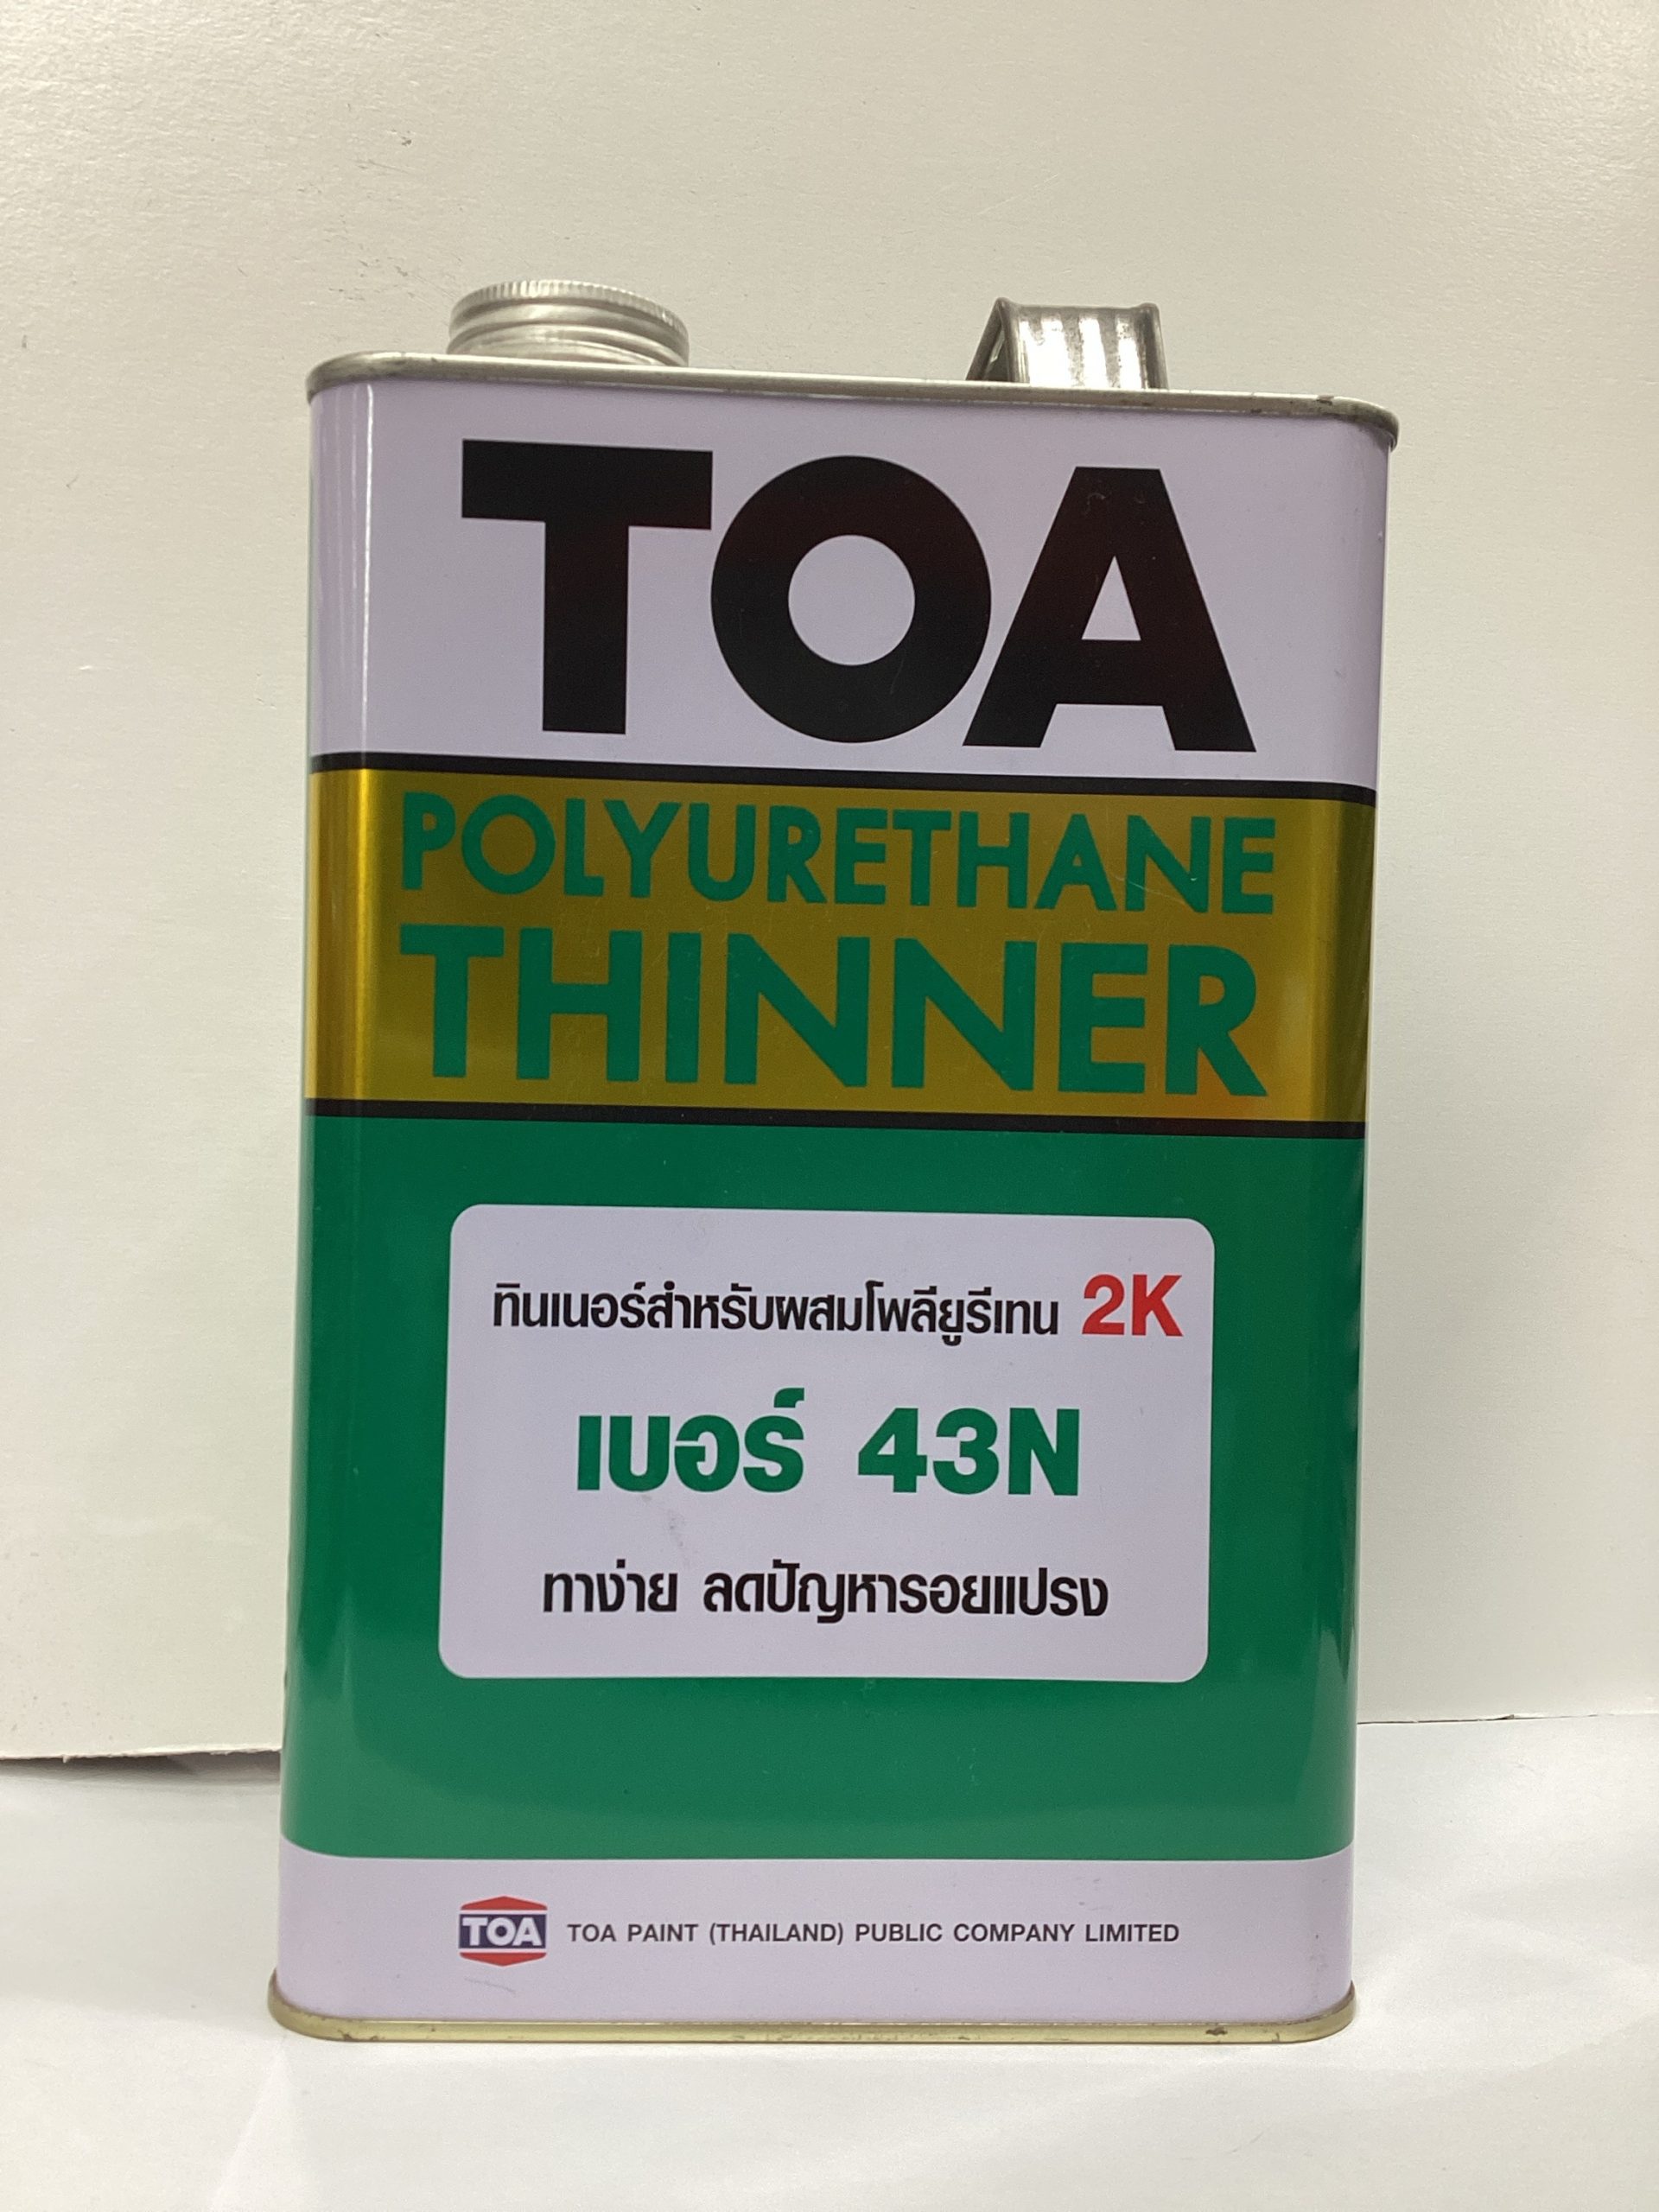 TOA
POLYURETHANE
THINNER
ทินเนอร์สำหรับผสมโพลียูรีเทน 2K
เบอร์ 43N
ทาง่าย ลดปัญหารอยแปรง
TOA TOA PAINT (THAILAND) PUBLIC COMPANY LIMITED